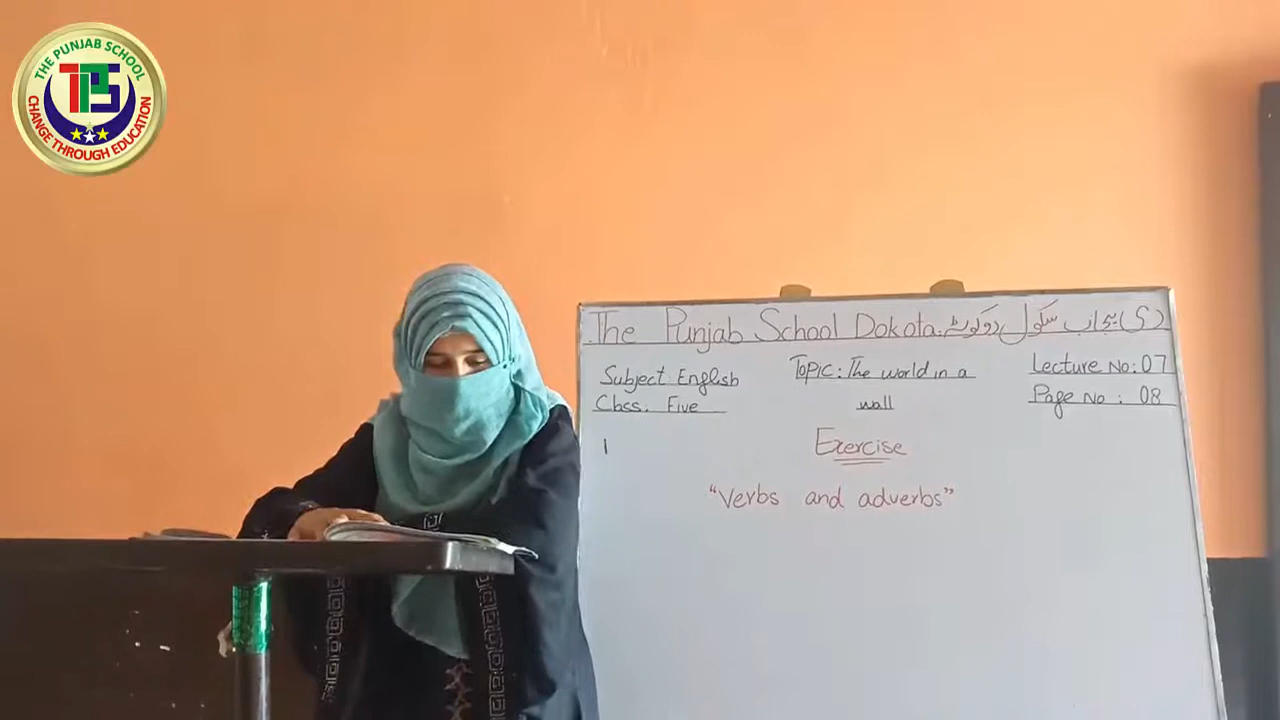 THE PUNJAB SCHOOL
TPS
CHANGE THROUGH EDUCATION
The Punjab School Dokota. دی پنجاب سکول دوکوٹہ
Subject: English
Class: Five
Topic: The world in a
wall
Lecture No: 07
Page No: 08
Exercise
"Verbs and adverbs"